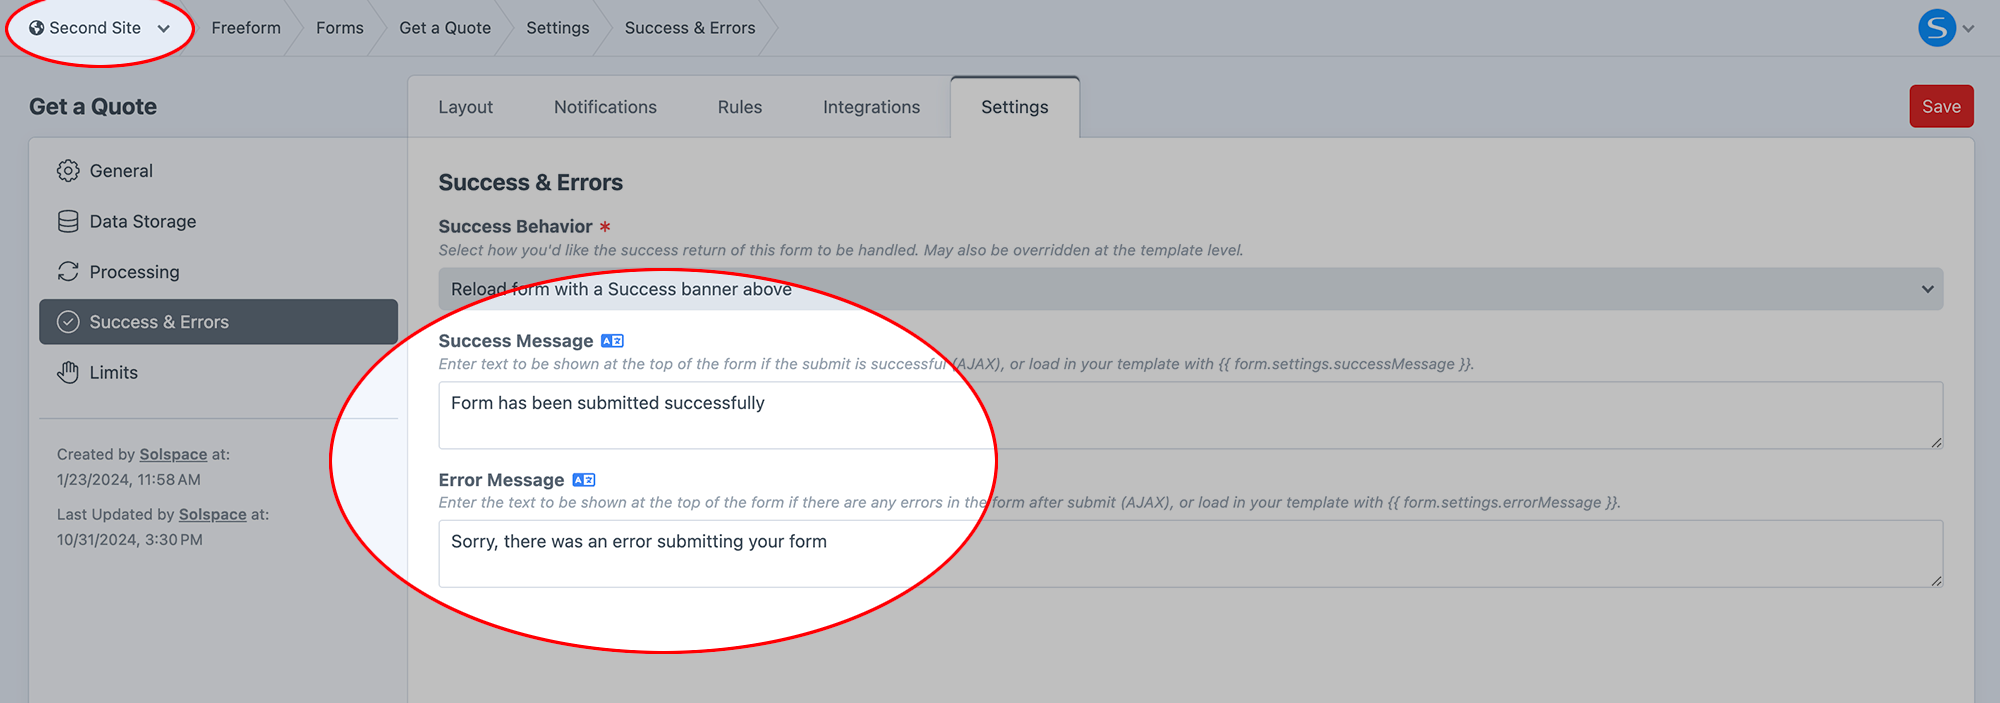 Second Site
Freeform
Forms
Get a Quote
Settings
Success & Errors
S
Get a Quote
Layout
Notifications
Rules
Integrations
Settings
Save
General
Data Storage
Processing
Success & Errors
Limits
Created by Solspace at:
1/23/2024, 11:58 AM
Last Updated by Solspace at:
10/31/2024, 3:30 PM
Success & Errors
Success Behavior *
Select how you'd like the success return of this form to be handled. May also be overridden at the template level.
Reload form with a Success banner above
Success Message
Enter text to be shown at the top of the form if the submit is successful (AJAX), or load in your template with {{ form.settings.successMessage }}.
Form has been submitted successfully
Error Message
Enter the text to be shown at the top of the form if there are any errors in the form after submit (AJAX), or load in your template with {{ form.settings.errorMessage }}.
Sorry, there was an error submitting your form